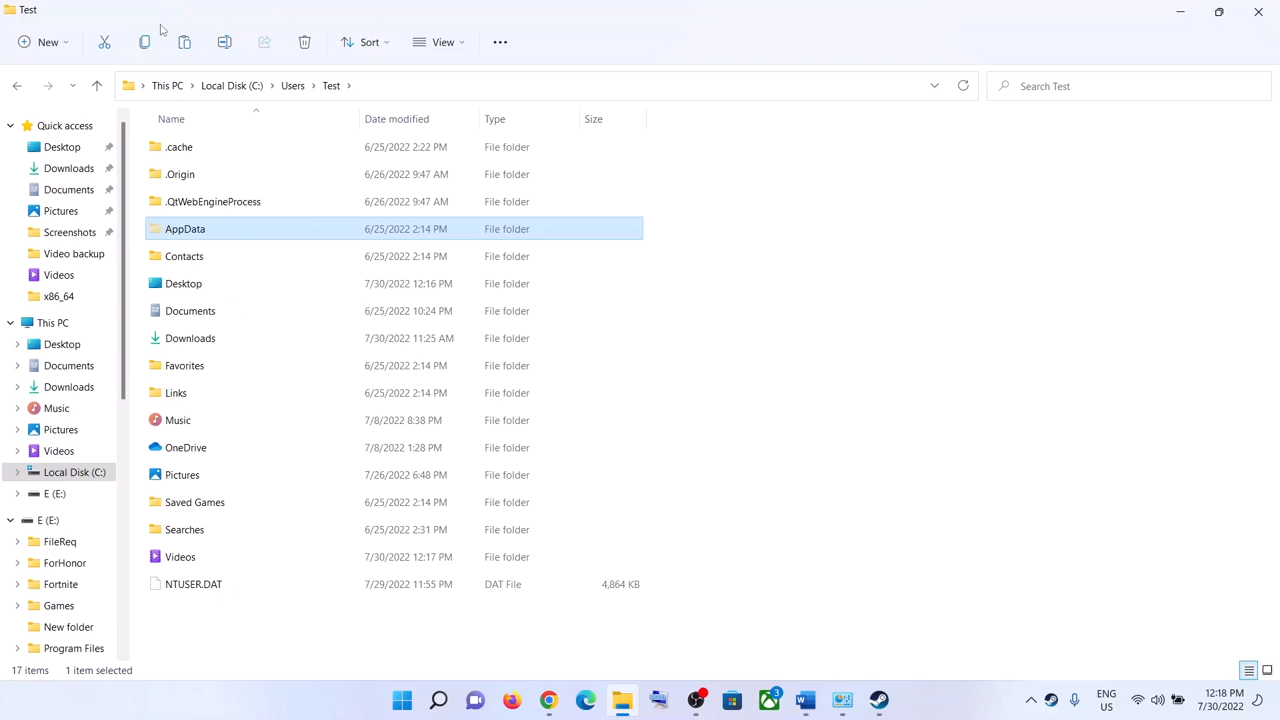 Test
New
Sort
View
This PC
Local Disk (C:)
Users
Test
Search Test
Name
Date modified
Type
Size
Quick access
Desktop
Downloads
Documents
Pictures
Screenshots
Video backup
Videos
x86_64
This PC
Desktop
Documents
Downloads
Music
Pictures
Videos
Local Disk (C:)
E (E:)
E (E:)
FileReq
ForHonor
Fortnite
Games
New folder
Program Files
.cache 6/25/2022 2:22 PM File folder
.Origin 6/26/2022 9:47 AM File folder
.QtWebEngineProcess 6/26/2022 9:47 AM File folder
AppData 6/25/2022 2:14 PM File folder
Contacts 6/25/2022 2:14 PM File folder
Desktop 7/30/2022 12:16 PM File folder
Documents 6/25/2022 10:24 PM File folder
Downloads 7/30/2022 11:25 AM File folder
Favorites 6/25/2022 2:14 PM File folder
Links 6/25/2022 2:14 PM File folder
Music 7/8/2022 8:38 PM File folder
OneDrive 7/8/2022 1:28 PM File folder
Pictures 7/26/2022 6:48 PM File folder
Saved Games 6/25/2022 2:14 PM File folder
Searches 6/25/2022 2:31 PM File folder
Videos 7/30/2022 12:17 PM File folder
NTUSER.DAT 7/29/2022 11:55 PM DAT File 4,864 KB
17 items 1 item selected
3
ENG
US
12:18 PM
7/30/2022